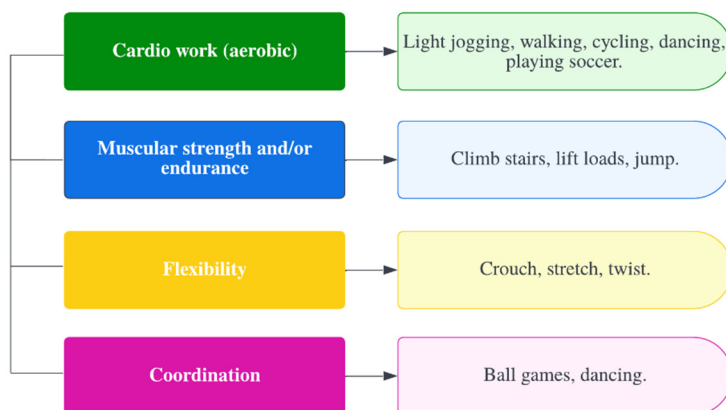 Cardio work (aerobic)
Light jogging, walking, cycling, dancing,
playing soccer.
Muscular strength and/or
endurance
Climb stairs, lift loads, jump.
Flexibility
Crouch, stretch, twist.
Coordination
Ball games, dancing.